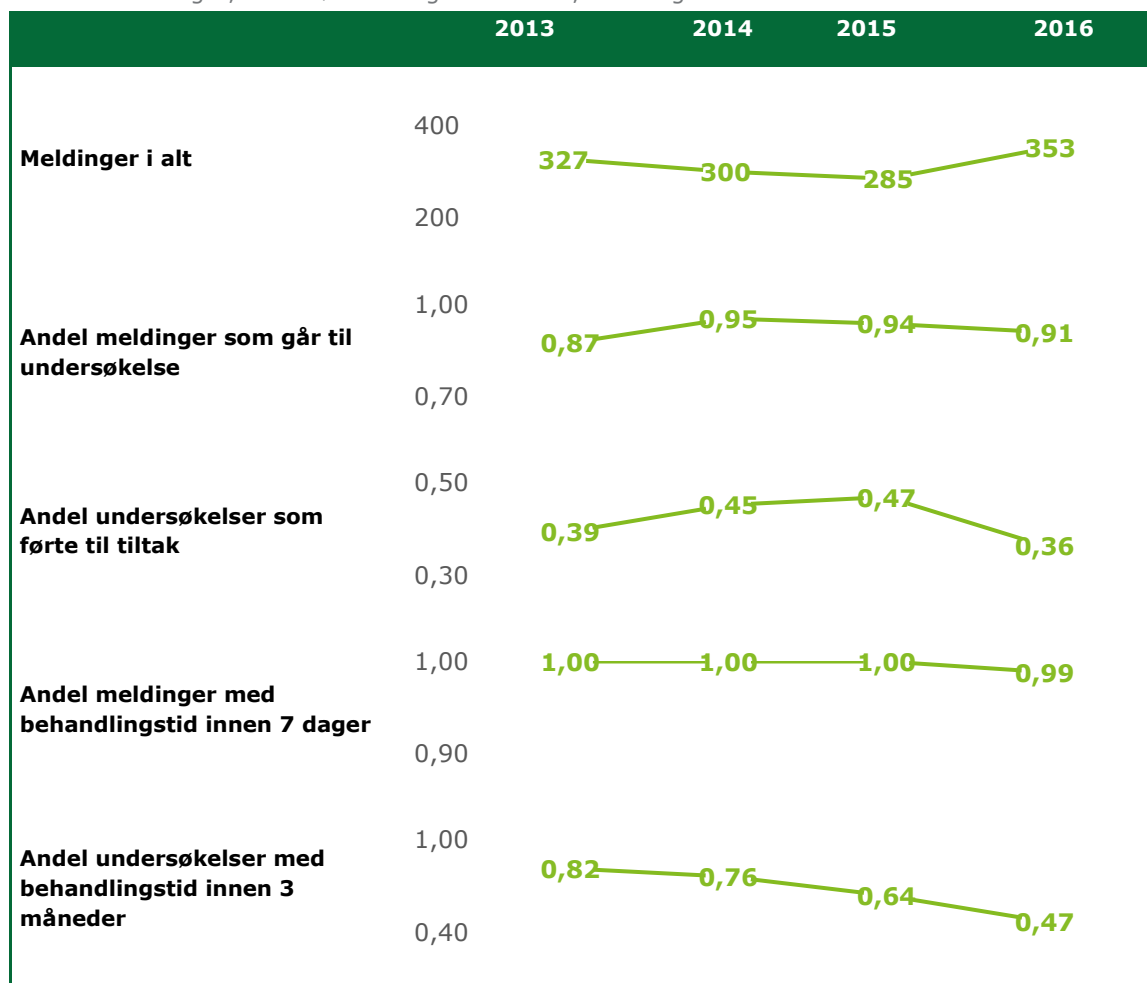 2013 2014 2015 2016
Meldinger i alt
400
200
327 300 285 353
Andel meldinger som går til
undersøkelse
1,00
0,70
0,87 0,95 0,94 0,91
Andel undersøkelser som
førte til tiltak
0,50
0,30
0,39 0,45 0,47 0,36
Andel meldinger med
behandlingstid innen 7 dager
1,00
0,90
1,00 1,00 1,00 0,99
Andel undersøkelser med
behandlingstid innen 3
måneder
1,00
0,40
0,82 0,76 0,64 0,47